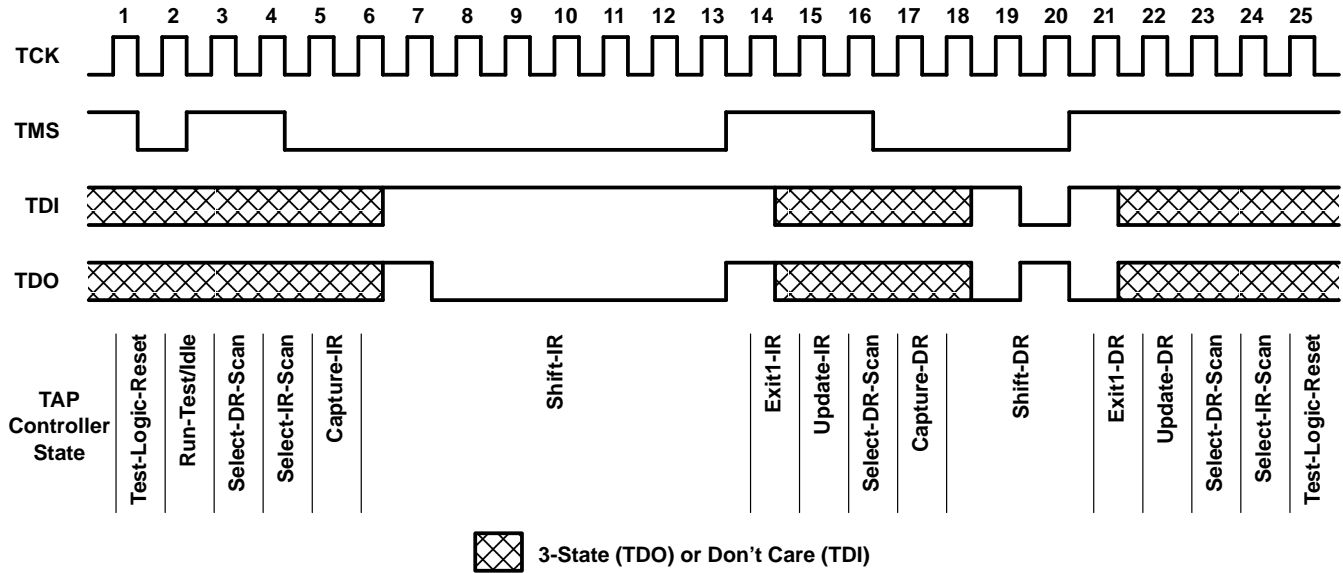 1 2 3 4 5 6 7 8 9 10 11 12 13 14 15 16 17 18 19 20 21 22 23 24 25
TCK
TMS
TDI
TDO
TAP
Controller
State
Test-Logic-Reset
Run-Test/Idle
Select-DR-Scan
Select-IR-Scan
Capture-IR
Shift-IR
Exit1-IR
Update-IR
Select-DR-Scan
Capture-DR
Shift-DR
Exit1-DR
Update-DR
Select-DR-Scan
Select-IR-Scan
Test-Logic-Reset
3-State (TDO) or Don't Care (TDI)